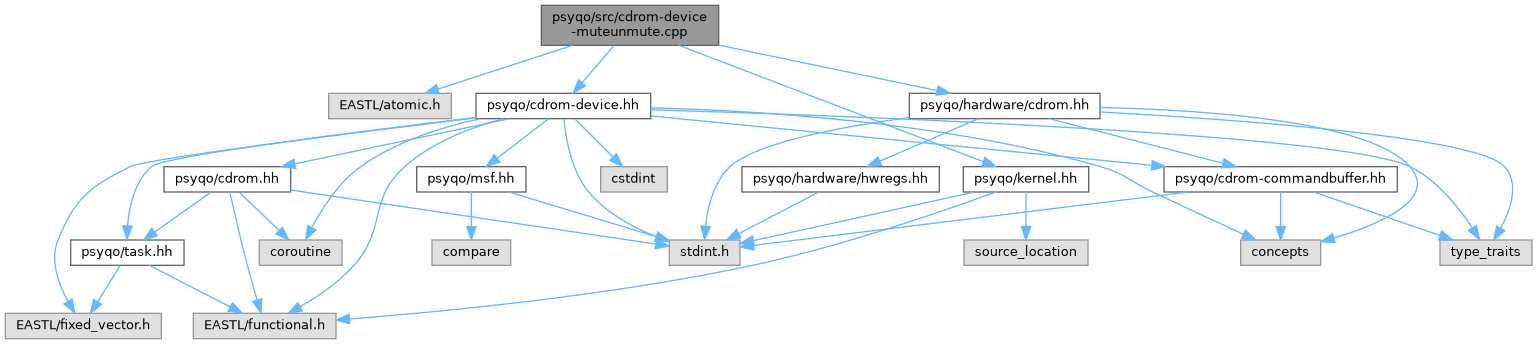 psyqo/src/cdrom-device
-muteunmute.cpp
EASTL/atomic.h
psyqo/cdrom-device.hh
psyqo/hardware/cdrom.hh
psyqo/cdrom.hh
psyqo/msf.hh
cstdint
psyqo/hardware/hwregs.hh
psyqo/kernel.hh
psyqo/cdrom-commandbuffer.hh
psyqo/task.hh
coroutine
compare
stdint.h
source_location
concepts
type_traits
EASTL/fixed_vector.h
EASTL/functional.h